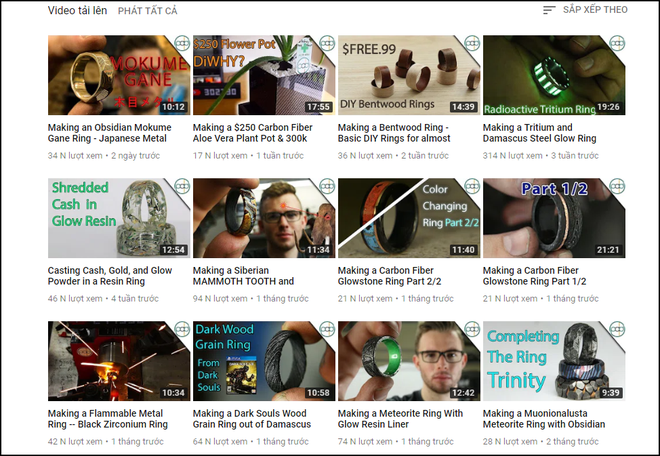 Video tải lên
PHÁT TẤT CẢ
SẮP XẾP THEO
MOKUME
GANE
10:12
$250 Flower Pot
DiWHY?
17:55
$FREE.99
DIY Bentwood Rings
14:39
Radioactive Tritium Ring
19:26
Making an Obsidian Mokume
Gane Ring - Japanese Metal
34 N lượt xem • 2 ngày trước
Making a $250 Carbon Fiber
Aloe Vera Plant Pot & 300k
17 N lượt xem • 1 tuần trước
Making a Bentwood Ring -
Basic DIY Rings for almost
36 N lượt xem • 2 tuần trước
Making a Tritium and
Damascus Steel Glow Ring
314 N lượt xem • 3 tuần trước
Shredded
Cash in
Glow Resin
12:54
11:34
Color
Changing
Ring Part 2/2
11:40
Part 1/2
21:21
Casting Cash, Gold, and Glow
Powder in a Resin Ring
46 N lượt xem • 4 tuần trước
Making a Siberian
MAMMOTH TOOTH and
94 N lượt xem • 1 tháng trước
Making a Carbon Fiber
Glowstone Ring Part 2/2
21 N lượt xem • 1 tháng trước
Making a Carbon Fiber
Glowstone Ring Part 1/2
21 N lượt xem • 1 tháng trước
10:34
Dark Wood
Grain Ring
From
Dark
Souls
10:58
12:42
Completing
The Ring
Trinity
9:39
Making a Flammable Metal
Ring -- Black Zirconium Ring
42 N lượt xem • 1 tháng trước
Making a Dark Souls Wood
Grain Ring out of Damascus
64 N lượt xem • 1 tháng trước
Making a Meteorite Ring With
Glow Resin Liner
74 N lượt xem • 1 tháng trước
Making a Muonionalusta
Meteorite Ring with Obsidian
28 N lượt xem • 2 tháng trước